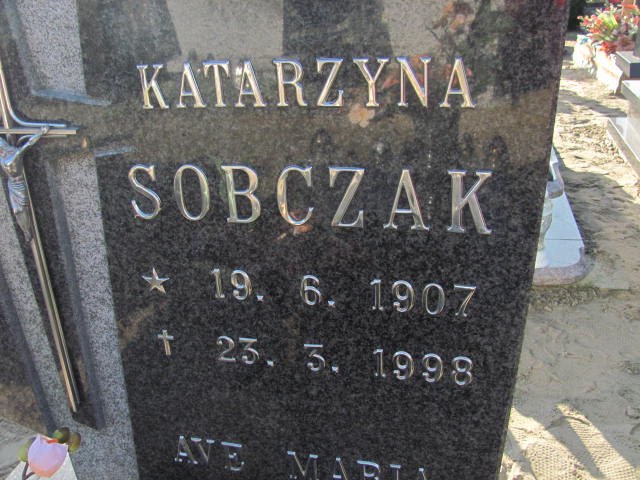 KATARZYNA
SOBCZAK
★ 19. 6. 1907
✝ 23. 3. 1998
AVE MARIA